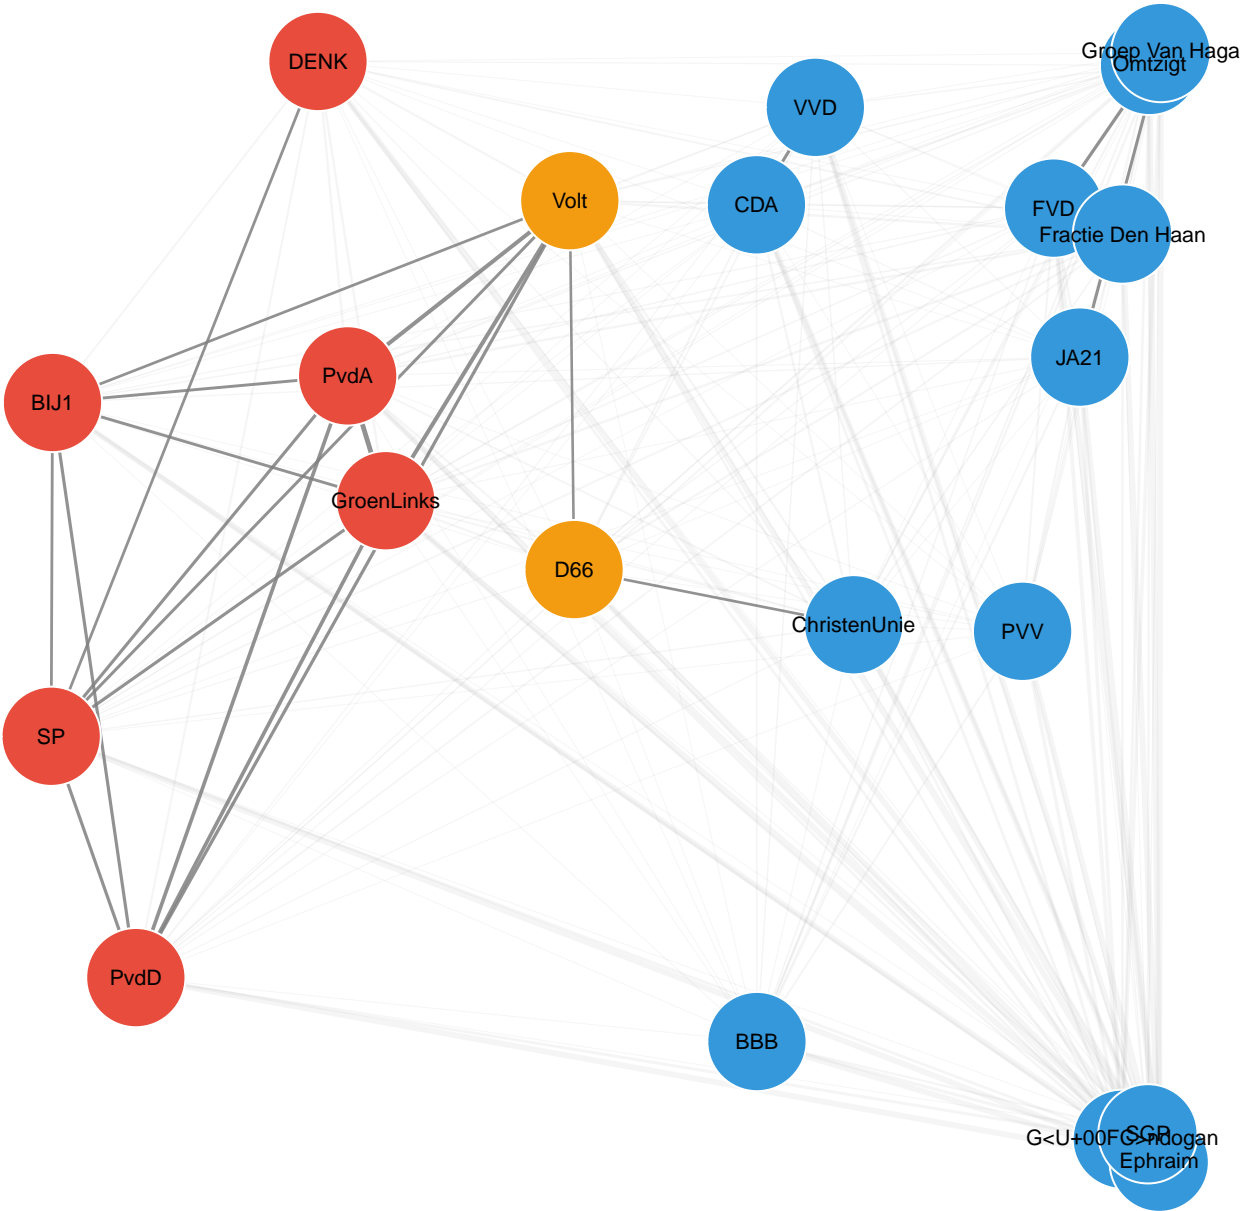 Groep Van Haga
Omtzigt
DENK
VVD
Volt
CDA
FVD
Fractie Den Haan
JA21
PvdA
BIJ1
GroenLinks
D66
ChristenUnie
PVV
SP
PvdD
BBB
SGP
G<U+00FC>ndogan
Ephraim